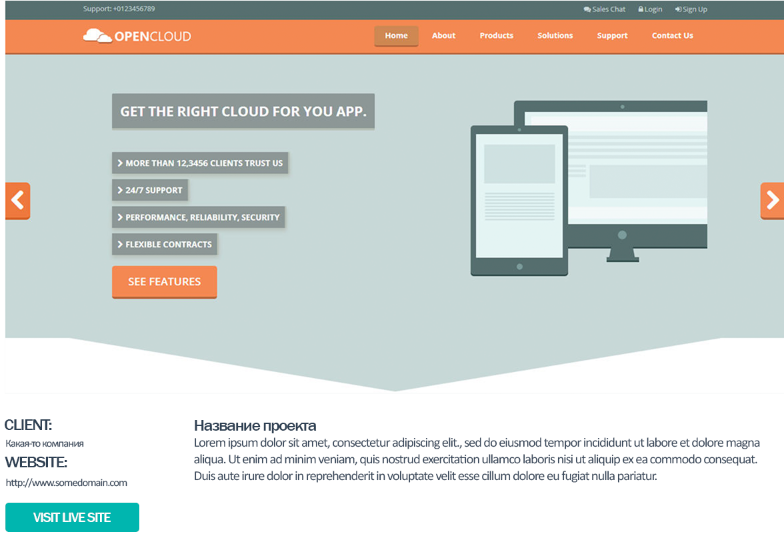 Support: +0123456789
Sales Chat Login Sign Up
OPENCLOUD
Home About Products Solutions Support Contact Us
GET THE RIGHT CLOUD FOR YOU APP.
MORE THAN 12,3456 CLIENTS TRUST US
24/7 SUPPORT
PERFORMANCE, RELIABILITY, SECURITY
FLEXIBLE CONTRACTS
SEE FEATURES
CLIENT:
Какая-то компания
WEBSITE:
http://www.somedomain.com
VISIT LIVE SITE
Название проекта
Lorem ipsum dolor sit amet, consectetur adipiscing elit., sed do eiusmod tempor incididunt ut labore et dolore magna
aliqua. Ut enim ad minim veniam, quis nostrud exercitation ullamco laboris nisi ut aliquip ex ea commodo consequat.
Duis aute irure dolor in reprehenderit in voluptate velit esse cillum dolore eu fugiat nulla pariatur.